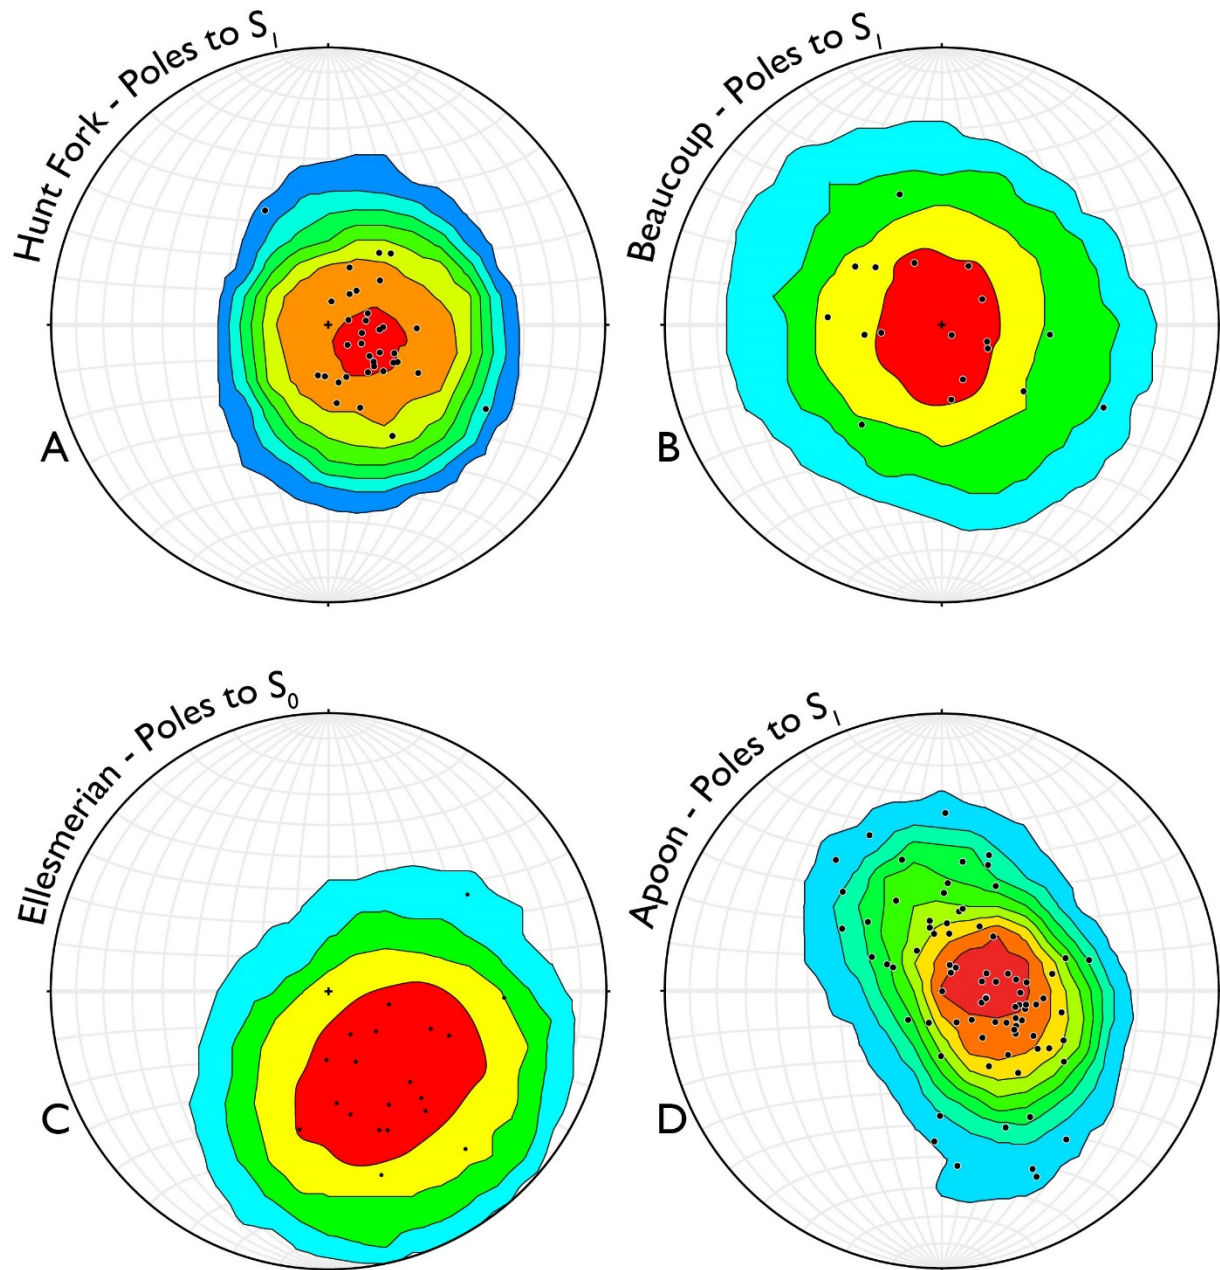 Hunt Fork - Poles to S₁
A
Beaucoup - Poles to S₁
B
Ellesmerian - Poles to S₀
C
Apoon - Poles to S₁
D